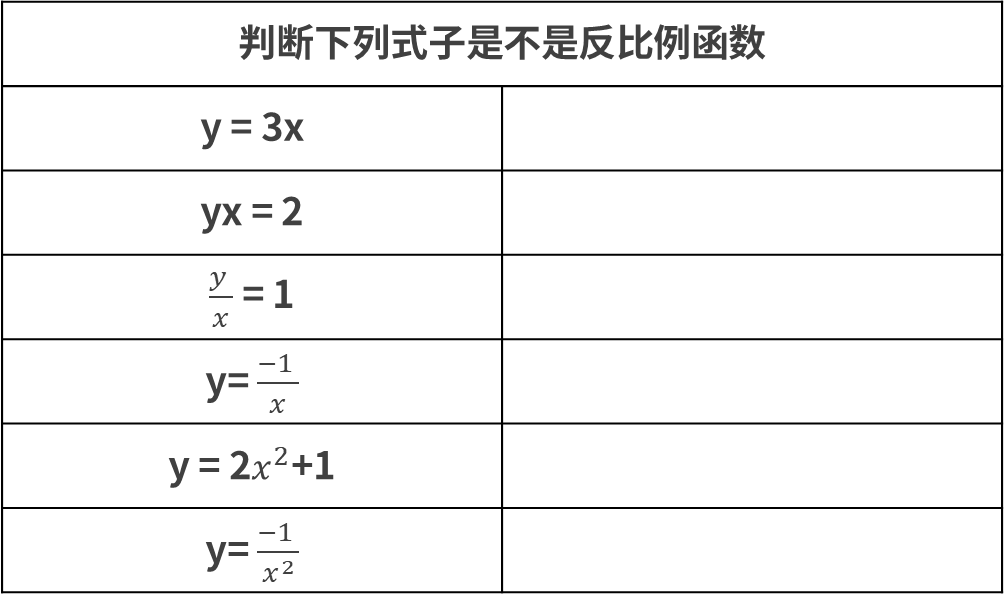 判断下列式子是不是反比例函数
y = 3x
yx = 2
y/x = 1
y= -1/x
y = 2x²+1
y= -1/x²